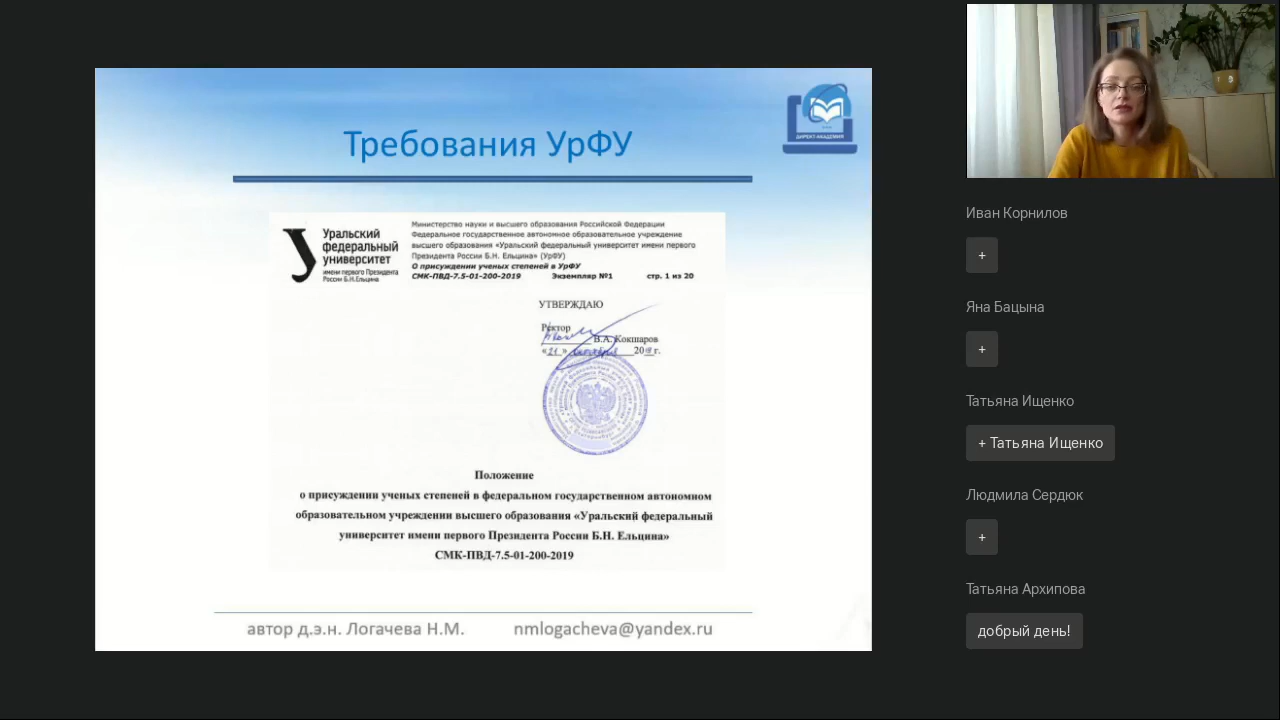 Требования УрФУ
ДИРЕКТ-АКАДЕМИЯ
Уральский
федеральный
университет
имени первого Президента
России Б.Н.Ельцина
Министерство науки и высшего образования Российской Федерации
Федеральное государственное автономное образовательное учреждение
высшего образования «Уральский федеральный университет имени первого
Президента России Б.Н. Ельцина» (УрФУ)
О присуждении ученых степеней в УрФУ
СМК-ПВД-7.5-01-200-2019 Экземпляр №1 стр. 1 из 20
УТВЕРЖДАЮ
Ректор
В.А. Кокшаров
«21» октября 2019 г.
Положение
о присуждении ученых степеней в федеральном государственном автономном
образовательном учреждении высшего образования «Уральский федеральный
университет имени первого Президента России Б.Н. Ельцина»
СМК-ПВД-7.5-01-200-2019
автор д.э.н. Логачева Н.М. nmlogacheva@yandex.ru
Иван Корнилов
+
Яна Бацына
+
Татьяна Ищенко
+ Татьяна Ищенко
Людмила Сердюк
+
Татьяна Архипова
добрый день!